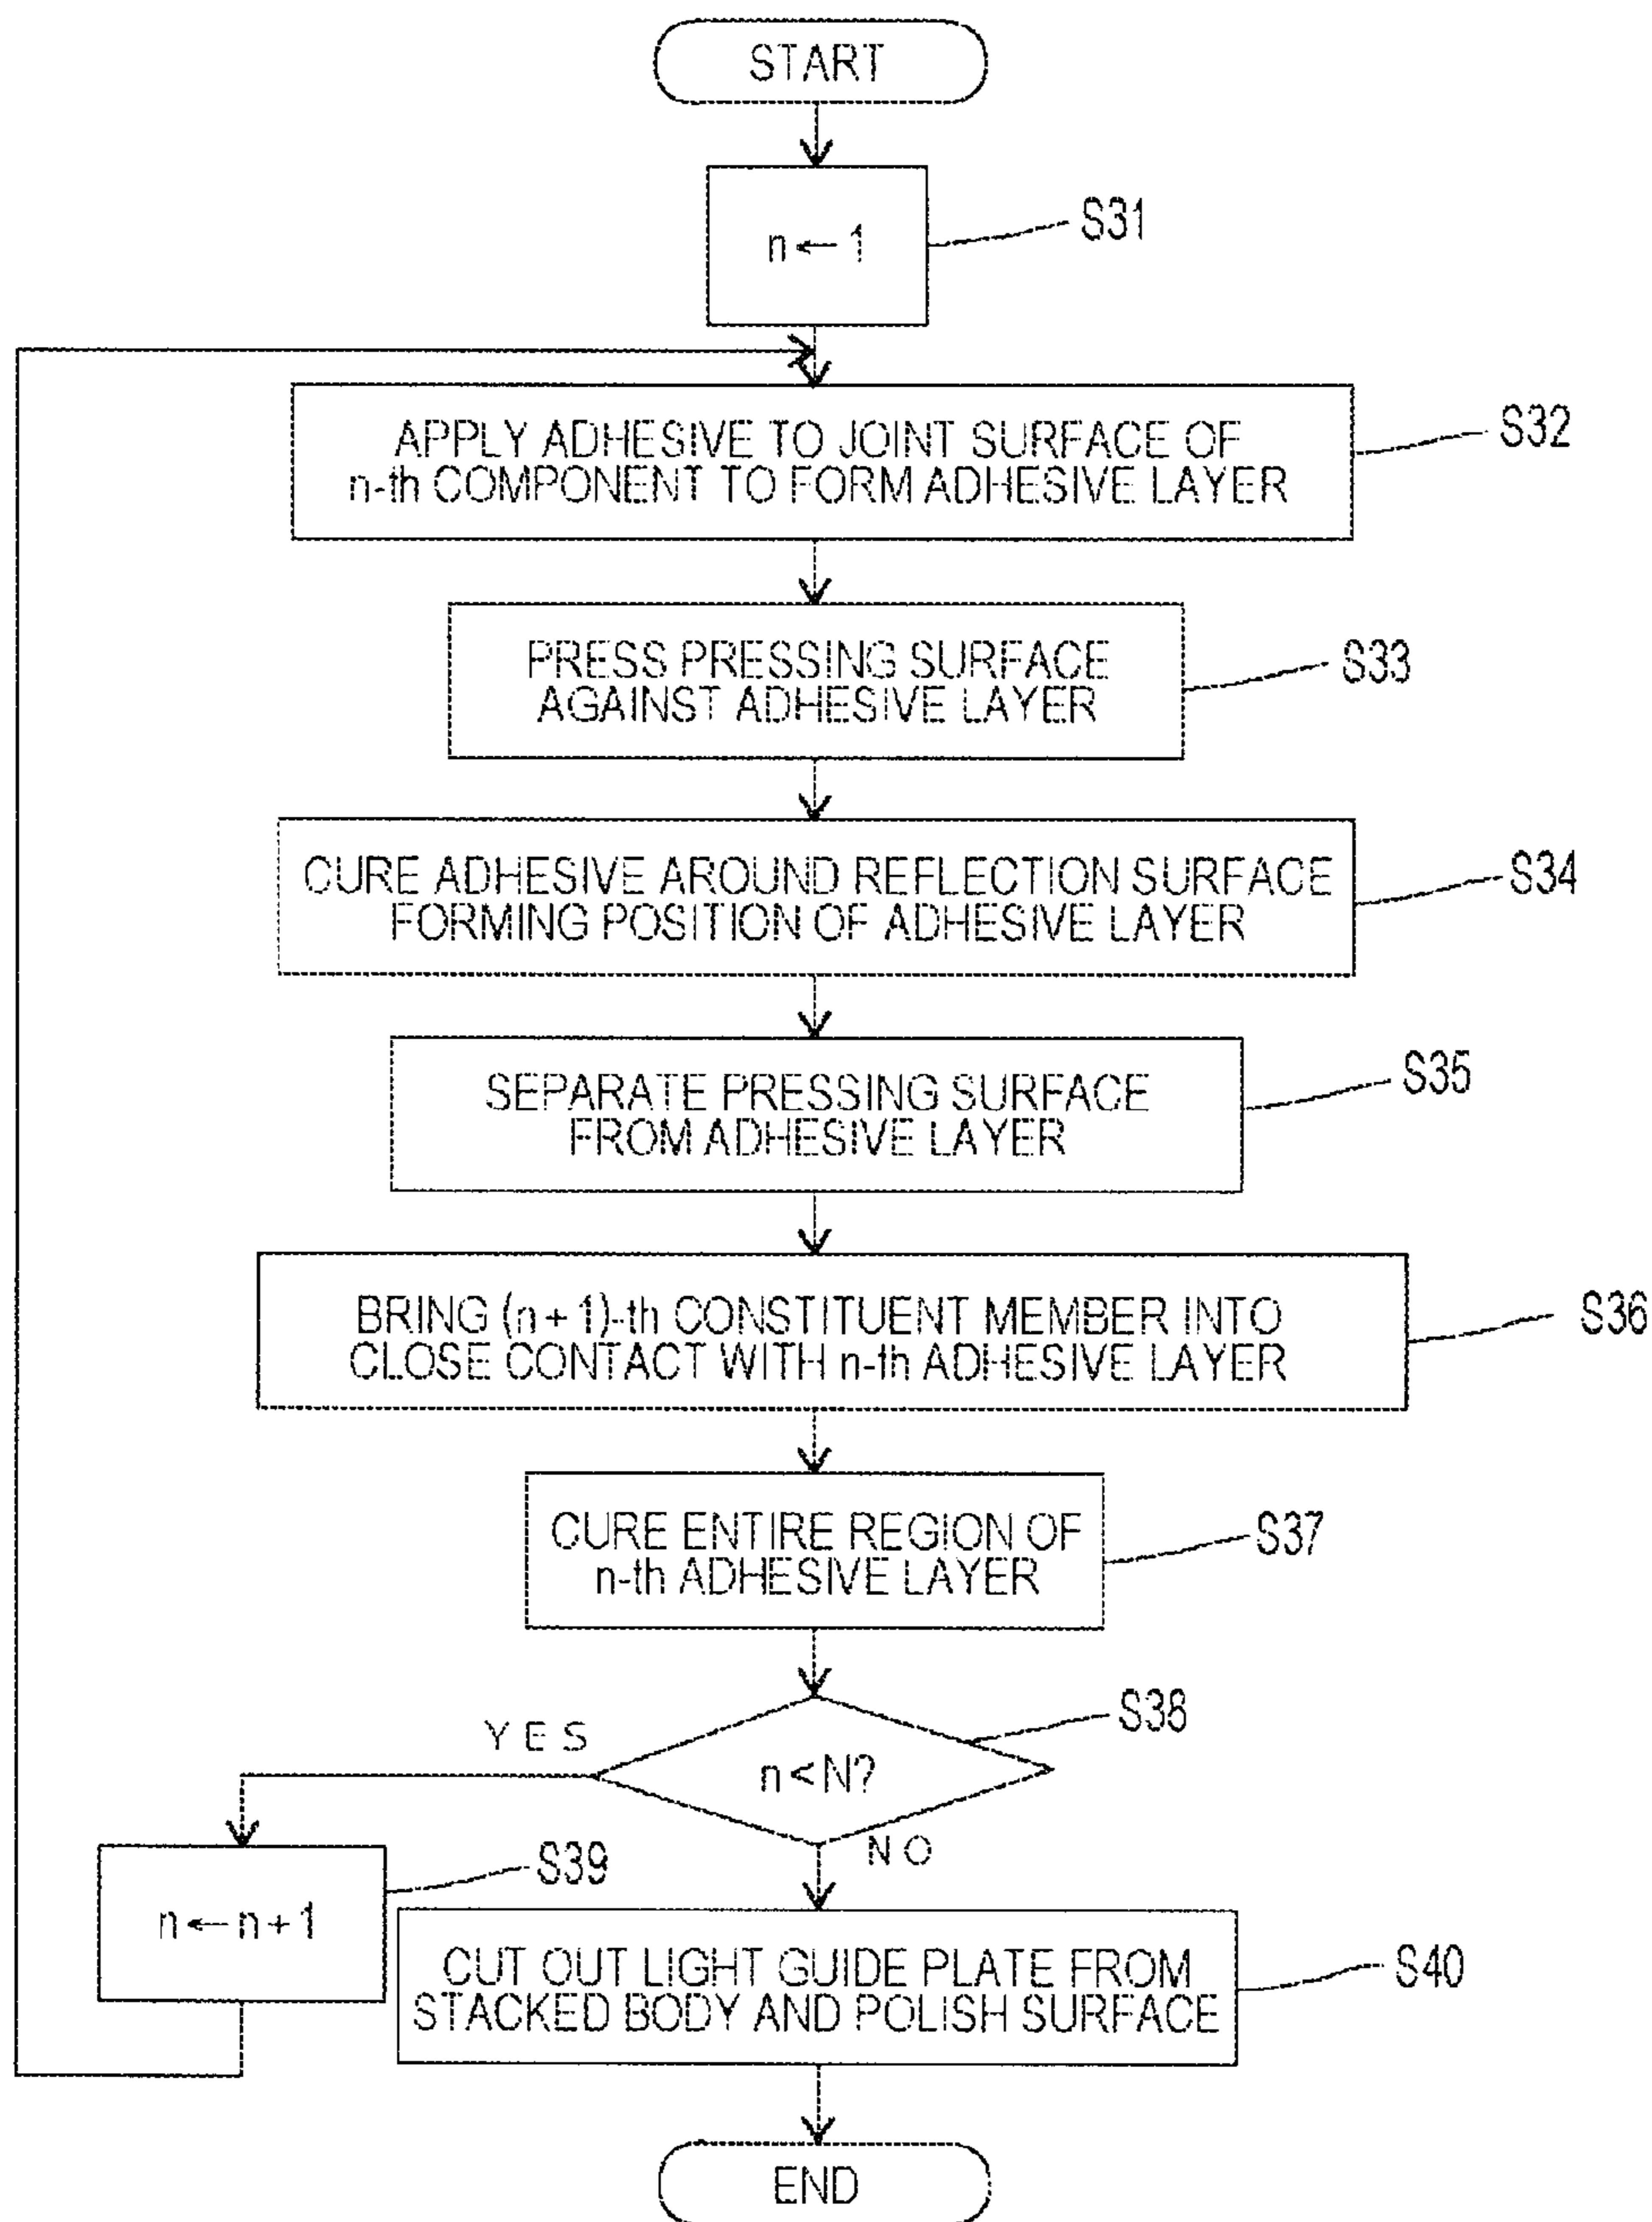 START
n ← 1
S31
APPLY ADHESIVE TO JOINT SURFACE OF
n-th COMPONENT TO FORM ADHESIVE LAYER
S32
PRESS PRESSING SURFACE
AGAINST ADHESIVE LAYER
S33
CURE ADHESIVE AROUND REFLECTION SURFACE
FORMING POSITION OF ADHESIVE LAYER
S34
SEPARATE PRESSING SURFACE
FROM ADHESIVE LAYER
S35
BRING (n + 1)-th CONSTITUENT MEMBER INTO
CLOSE CONTACT WITH n-th ADHESIVE LAYER
S36
CURE ENTIRE REGION OF
n-th ADHESIVE LAYER
S37
n < N?
S38
YES
NO
n ← n + 1
S39
CUT OUT LIGHT GUIDE PLATE FROM
STACKED BODY AND POLISH SURFACE
S40
END